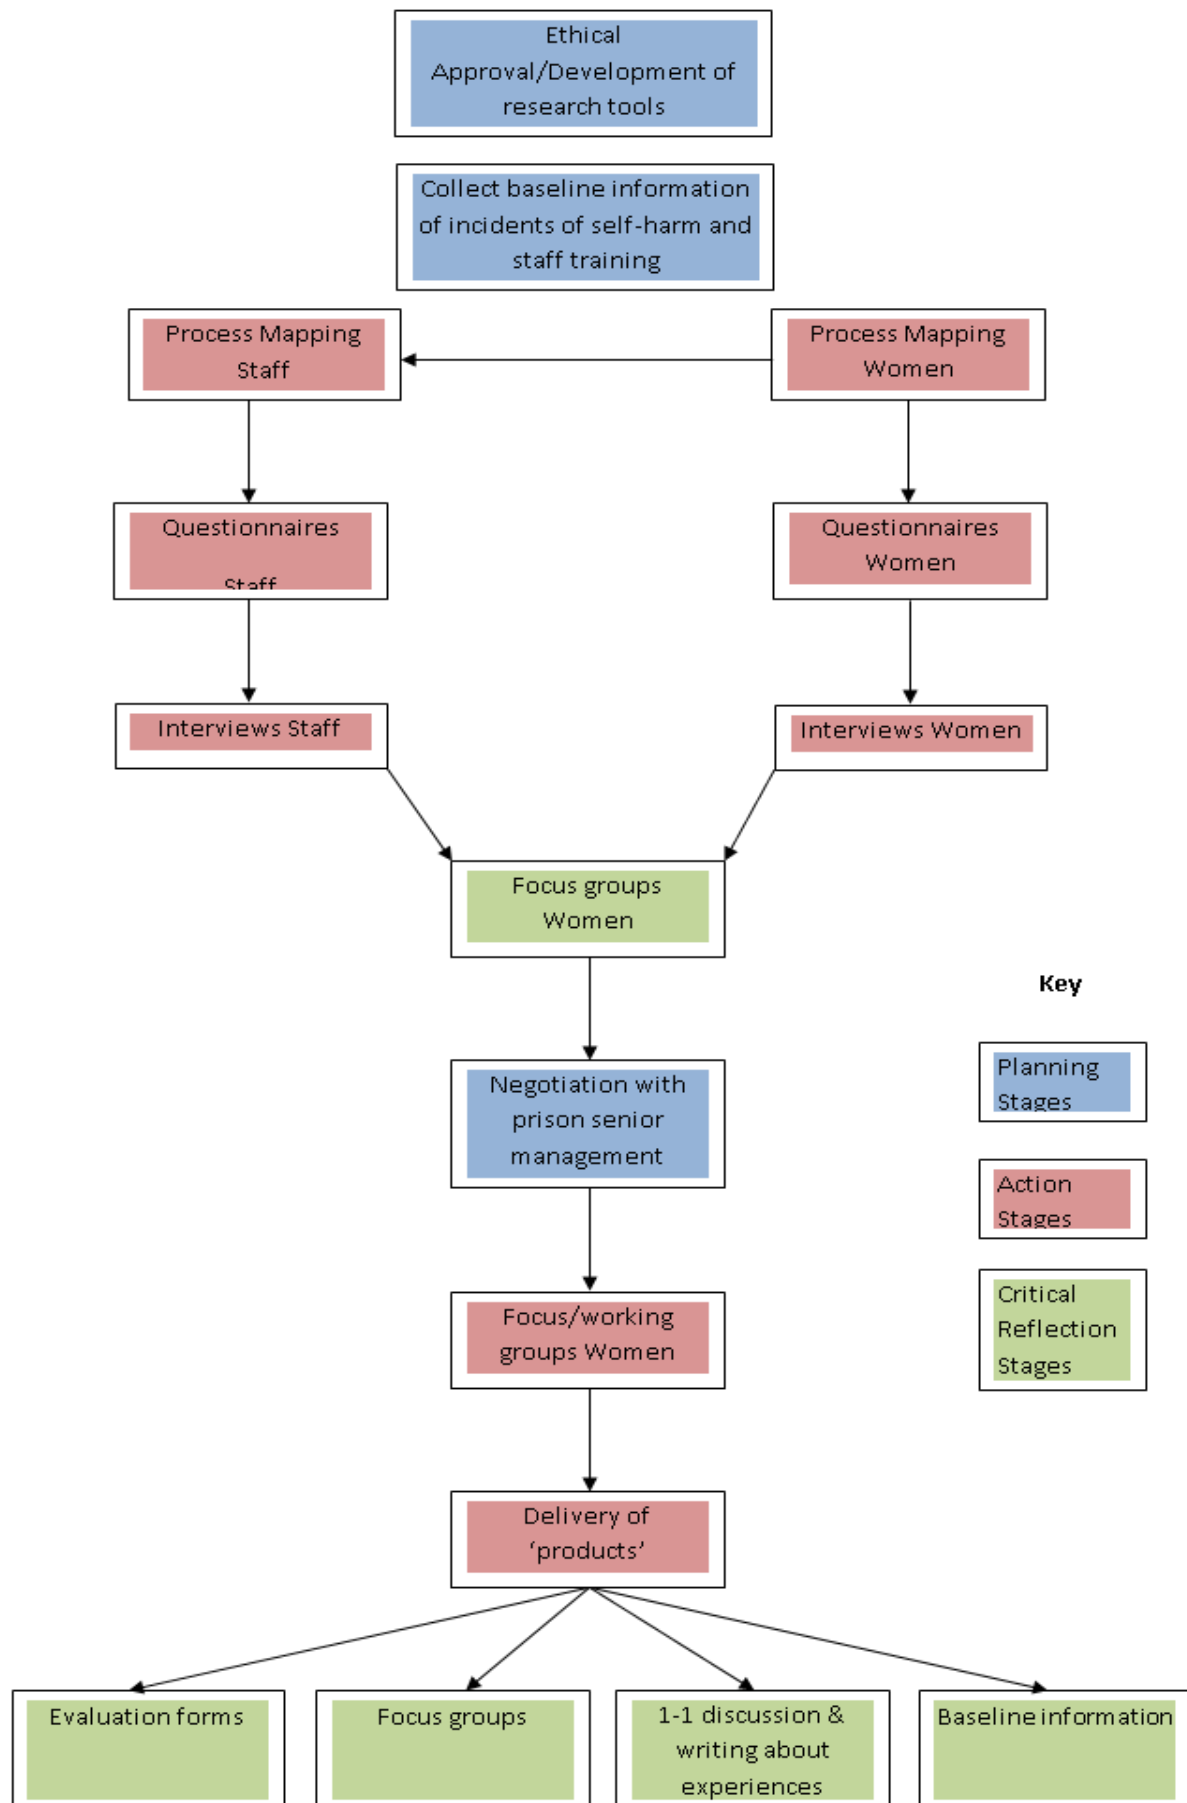 Ethical
Approval/Development of
research tools
Collect baseline information
of incidents of self-harm and
staff training
Process Mapping
Staff
Process Mapping
Women
Questionnaires
Staff
Questionnaires
Women
Interviews Staff
Interviews Women
Focus groups
Women
Key
Negotiation with
prison senior
management
Planning
Stages
Action
Stages
Critical
Reflection
Stages
Focus/working
groups Women
Delivery of
‘products’
Evaluation forms
Focus groups
1-1 discussion &
writing about
experiences
Baseline information